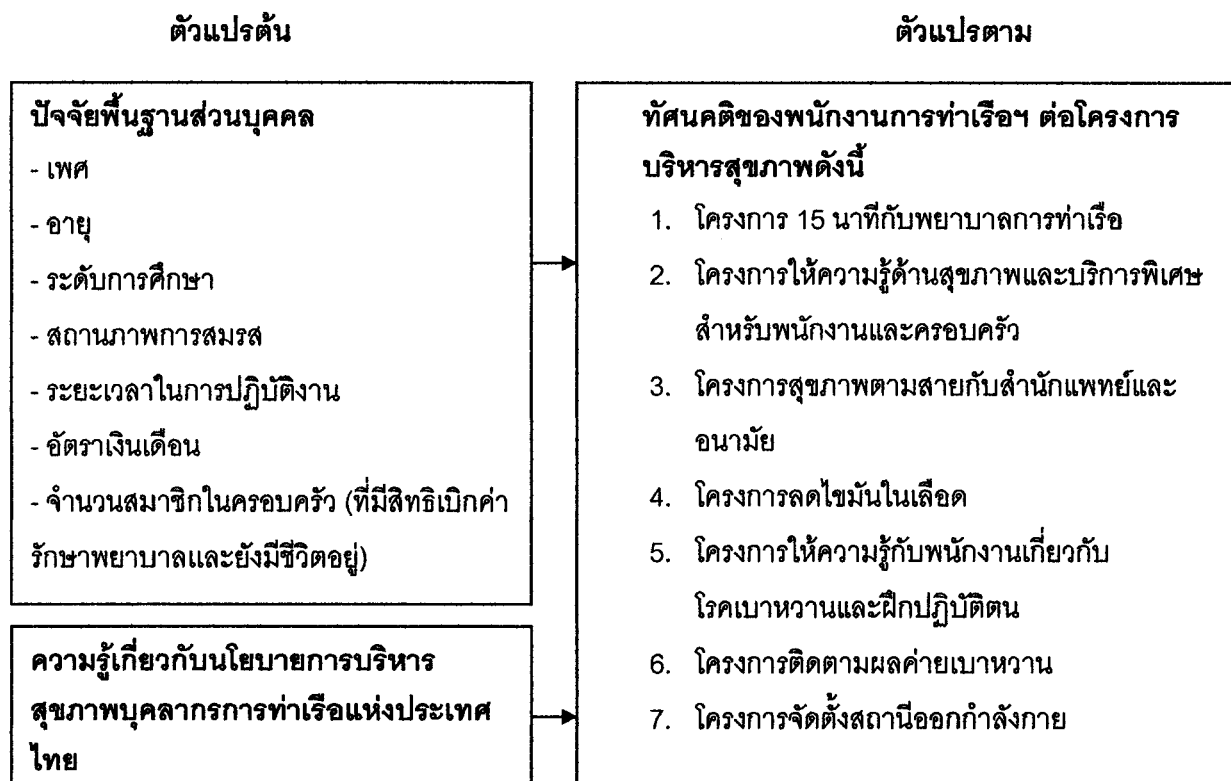 ตัวแปรต้น
ตัวแปรตาม
ปัจจัยพื้นฐานส่วนบุคคล
- เพศ
- อายุ
- ระดับการศึกษา
- สถานภาพการสมรส
- ระยะเวลาในการปฏิบัติงาน
- อัตราเงินเดือน
- จำนวนสมาชิกในครอบครัว (ที่มีสิทธิเบิกค่า
รักษาพยาบาลและยังมีชีวิตอยู่)
ความรู้เกี่ยวกับนโยบายการบริหาร
สุขภาพบุคลากรการท่าเรือแห่งประเทศ
ไทย
ทัศนคติของพนักงานการท่าเรือฯ ต่อโครงการ
บริหารสุขภาพดังนี้
1. โครงการ 15 นาทีกับพยาบาลการท่าเรือ
2. โครงการให้ความรู้ด้านสุขภาพและบริการพิเศษ
สำหรับพนักงานและครอบครัว
3. โครงการสุขภาพตามสายกับสำนักแพทย์และ
อนามัย
4. โครงการลดไขมันในเลือด
5. โครงการให้ความรู้กับพนักงานเกี่ยวกับ
โรคเบาหวานและฝึกปฏิบัติตน
6. โครงการติดตามผลค่ายเบาหวาน
7. โครงการจัดตั้งสถานีออกกำลังกาย